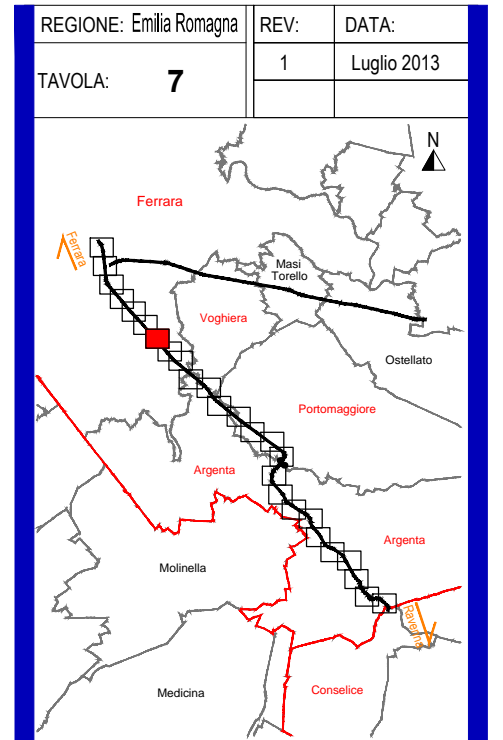 REGIONE: Emilia Romagna
REV:
DATA:
TAVOLA: 7
1
Luglio 2013
N
Ferrara
Ferrara
Masi
Torello
Voghiera
Ostellato
Portomaggiore
Argenta
Argenta
Molinella
Ravenna
Medicina
Conselice